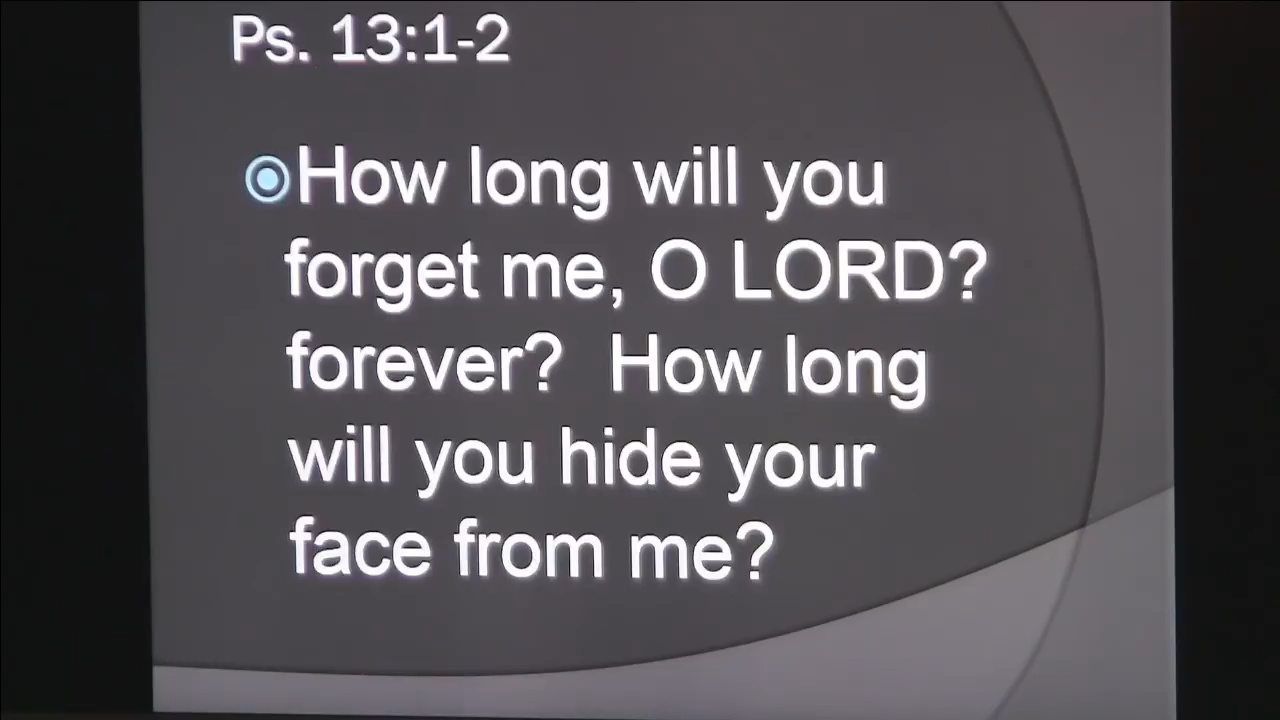 Ps. 13:1-2
How long will you
forget me, O LORD?
forever?  How long
will you hide your
face from me?